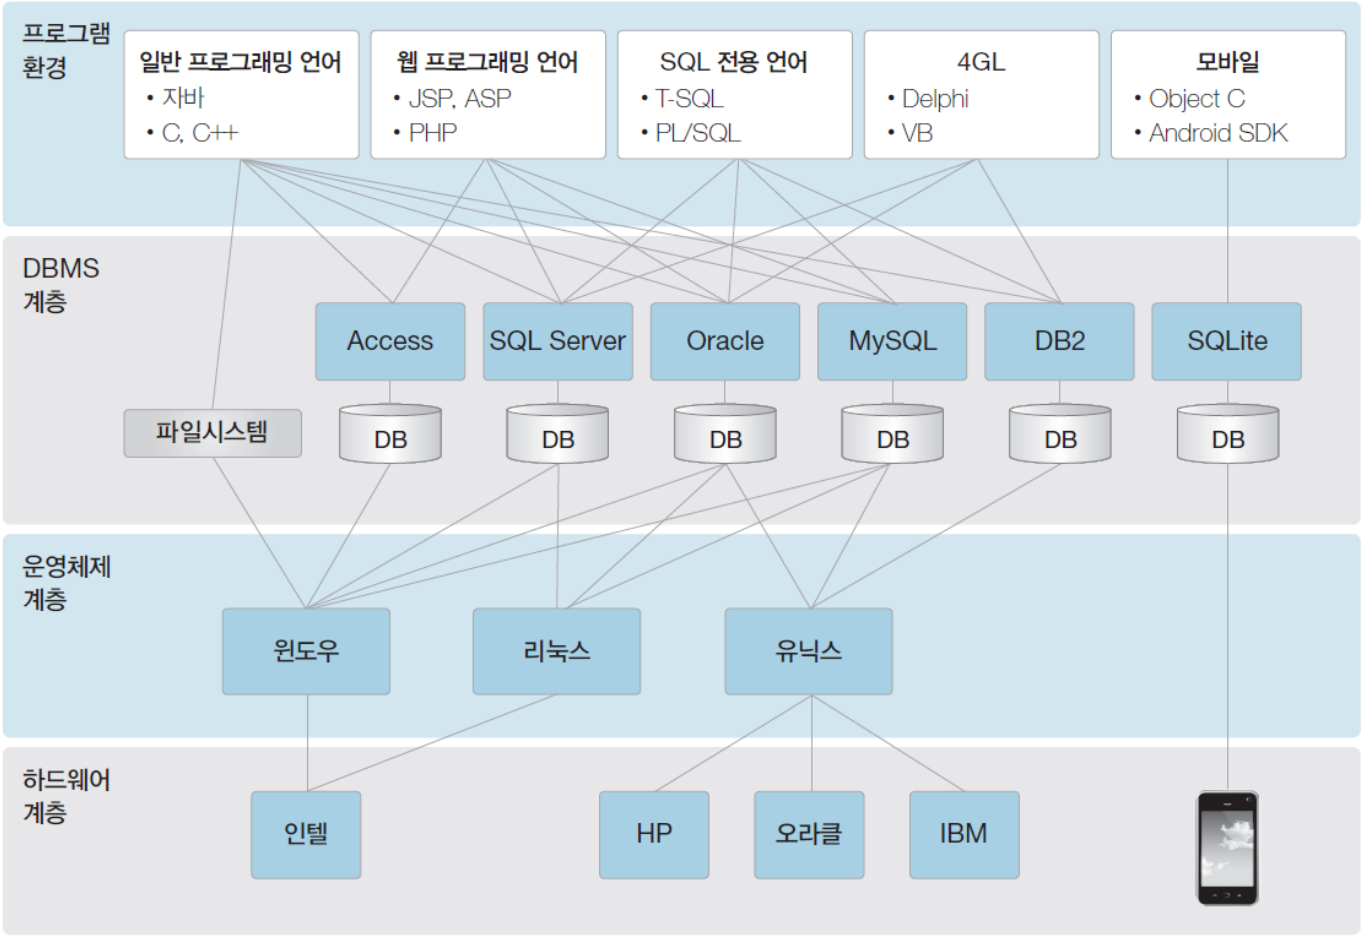 프로그램
환경
일반 프로그래밍 언어
• 자바
• C, C++
웹 프로그래밍 언어
• JSP, ASP
• PHP
SQL 전용 언어
• T-SQL
• PL/SQL
4GL
• Delphi
• VB
모바일
• Object C
• Android SDK
DBMS
계층
Access
SQL Server
Oracle
MySQL
DB2
SQLite
파일시스템
DB
DB
DB
DB
DB
DB
운영체제
계층
윈도우
리눅스
유닉스
하드웨어
계층
인텔
HP
오라클
IBM